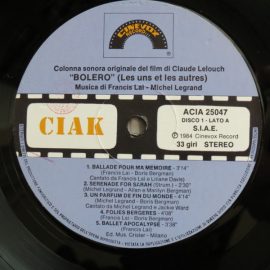 CINEVOX
RECORD
Colonna sonora originale del film di Claude Lelouch
"BOLERO" (Les uns et les autres)
Musica di Francis Lai - Michel Legrand
CIAK
ACIA 25047
DISCO 1 - LATO A
S.I.A.E.
℗ 1984 Cinevox Record
33 giri STEREO
1. BALLADE POUR MA MEMOIRE - 3'14"
(Francis Lai - Boris Bergman)
Cantato da Francis Lai e Liliane Davis)
2. SERENADE FOR SARAH (Strum.) - 2'30"
(Michel Legrand - Allan e Marilyn Bergman)
3. UN PARFUM DE FIN DU MONDE - 4'14"
(Michel Legrand - Boris Bergman)
Cantato da Michel Legrand e Jackie Ward
4. FOLIES BERGERES - 4'08"
(Francis Lai - Boris Bergman)
5. BALLET APOCALYPSE - 4'38"
(Francis Lai)
Ed. Mus. Crisler - Milano